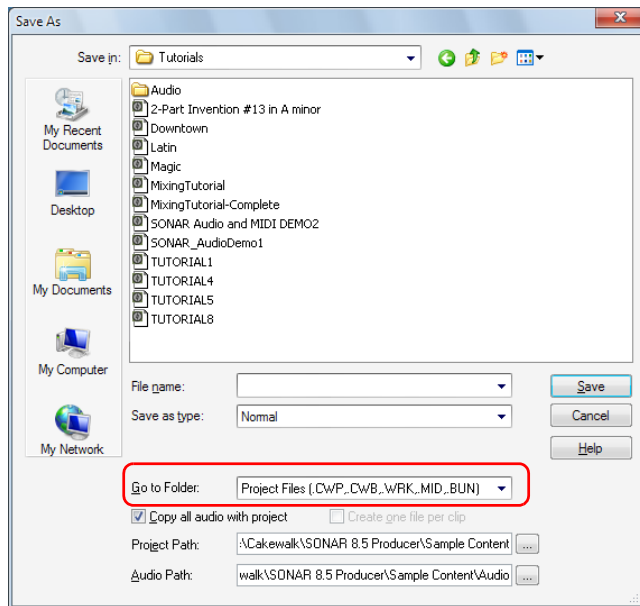 Save As
Save in: Tutorials
My Recent Documents
Desktop
My Documents
My Computer
My Network
Audio
2-Part Invention #13 in A minor
Downtown
Latin
Magic
MixingTutorial
MixingTutorial-Complete
SONAR Audio and MIDI DEMO2
SONAR_AudioDemo1
TUTORIAL1
TUTORIAL4
TUTORIAL5
TUTORIAL8
File name:
Save
Save as type: Normal
Cancel
Help
Go to Folder: Project Files (.CWP,.CWB,.WRK,.MID,.BUN)
Copy all audio with project Create one file per clip
Project Path: :\Cakewalk\SONAR 8.5 Producer\Sample Content ...
Audio Path: walk\SONAR 8.5 Producer\Sample Content\Audio ...